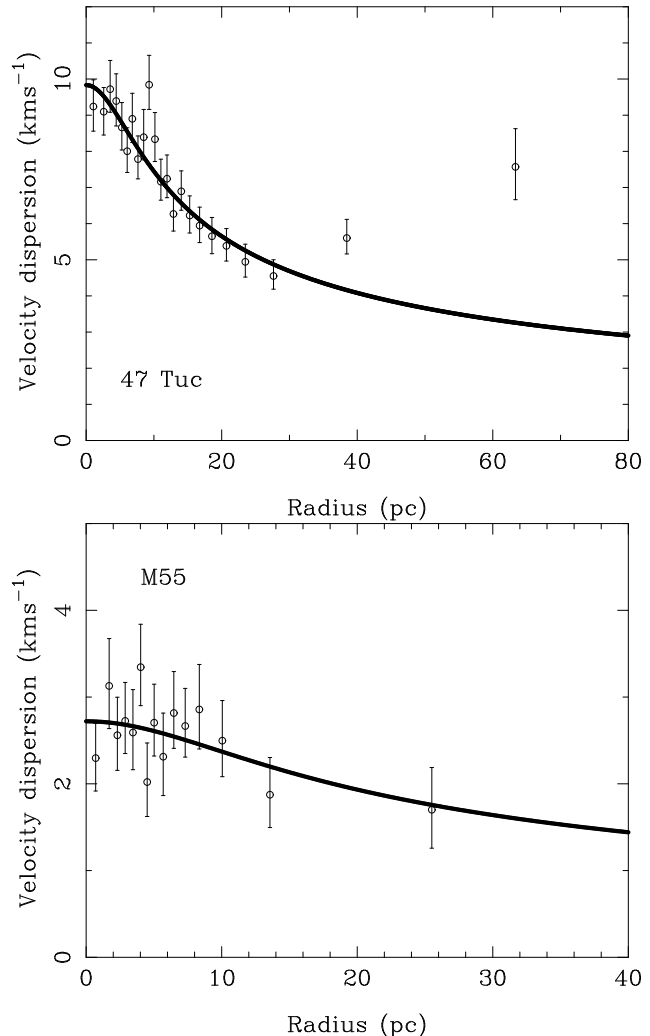 Velocity dispersion (kms⁻¹)
10
5
0
47 Tuc
0 20 40 60 80
Radius (pc)
Velocity dispersion (kms⁻¹)
4
2
0
M55
0 10 20 30 40
Radius (pc)